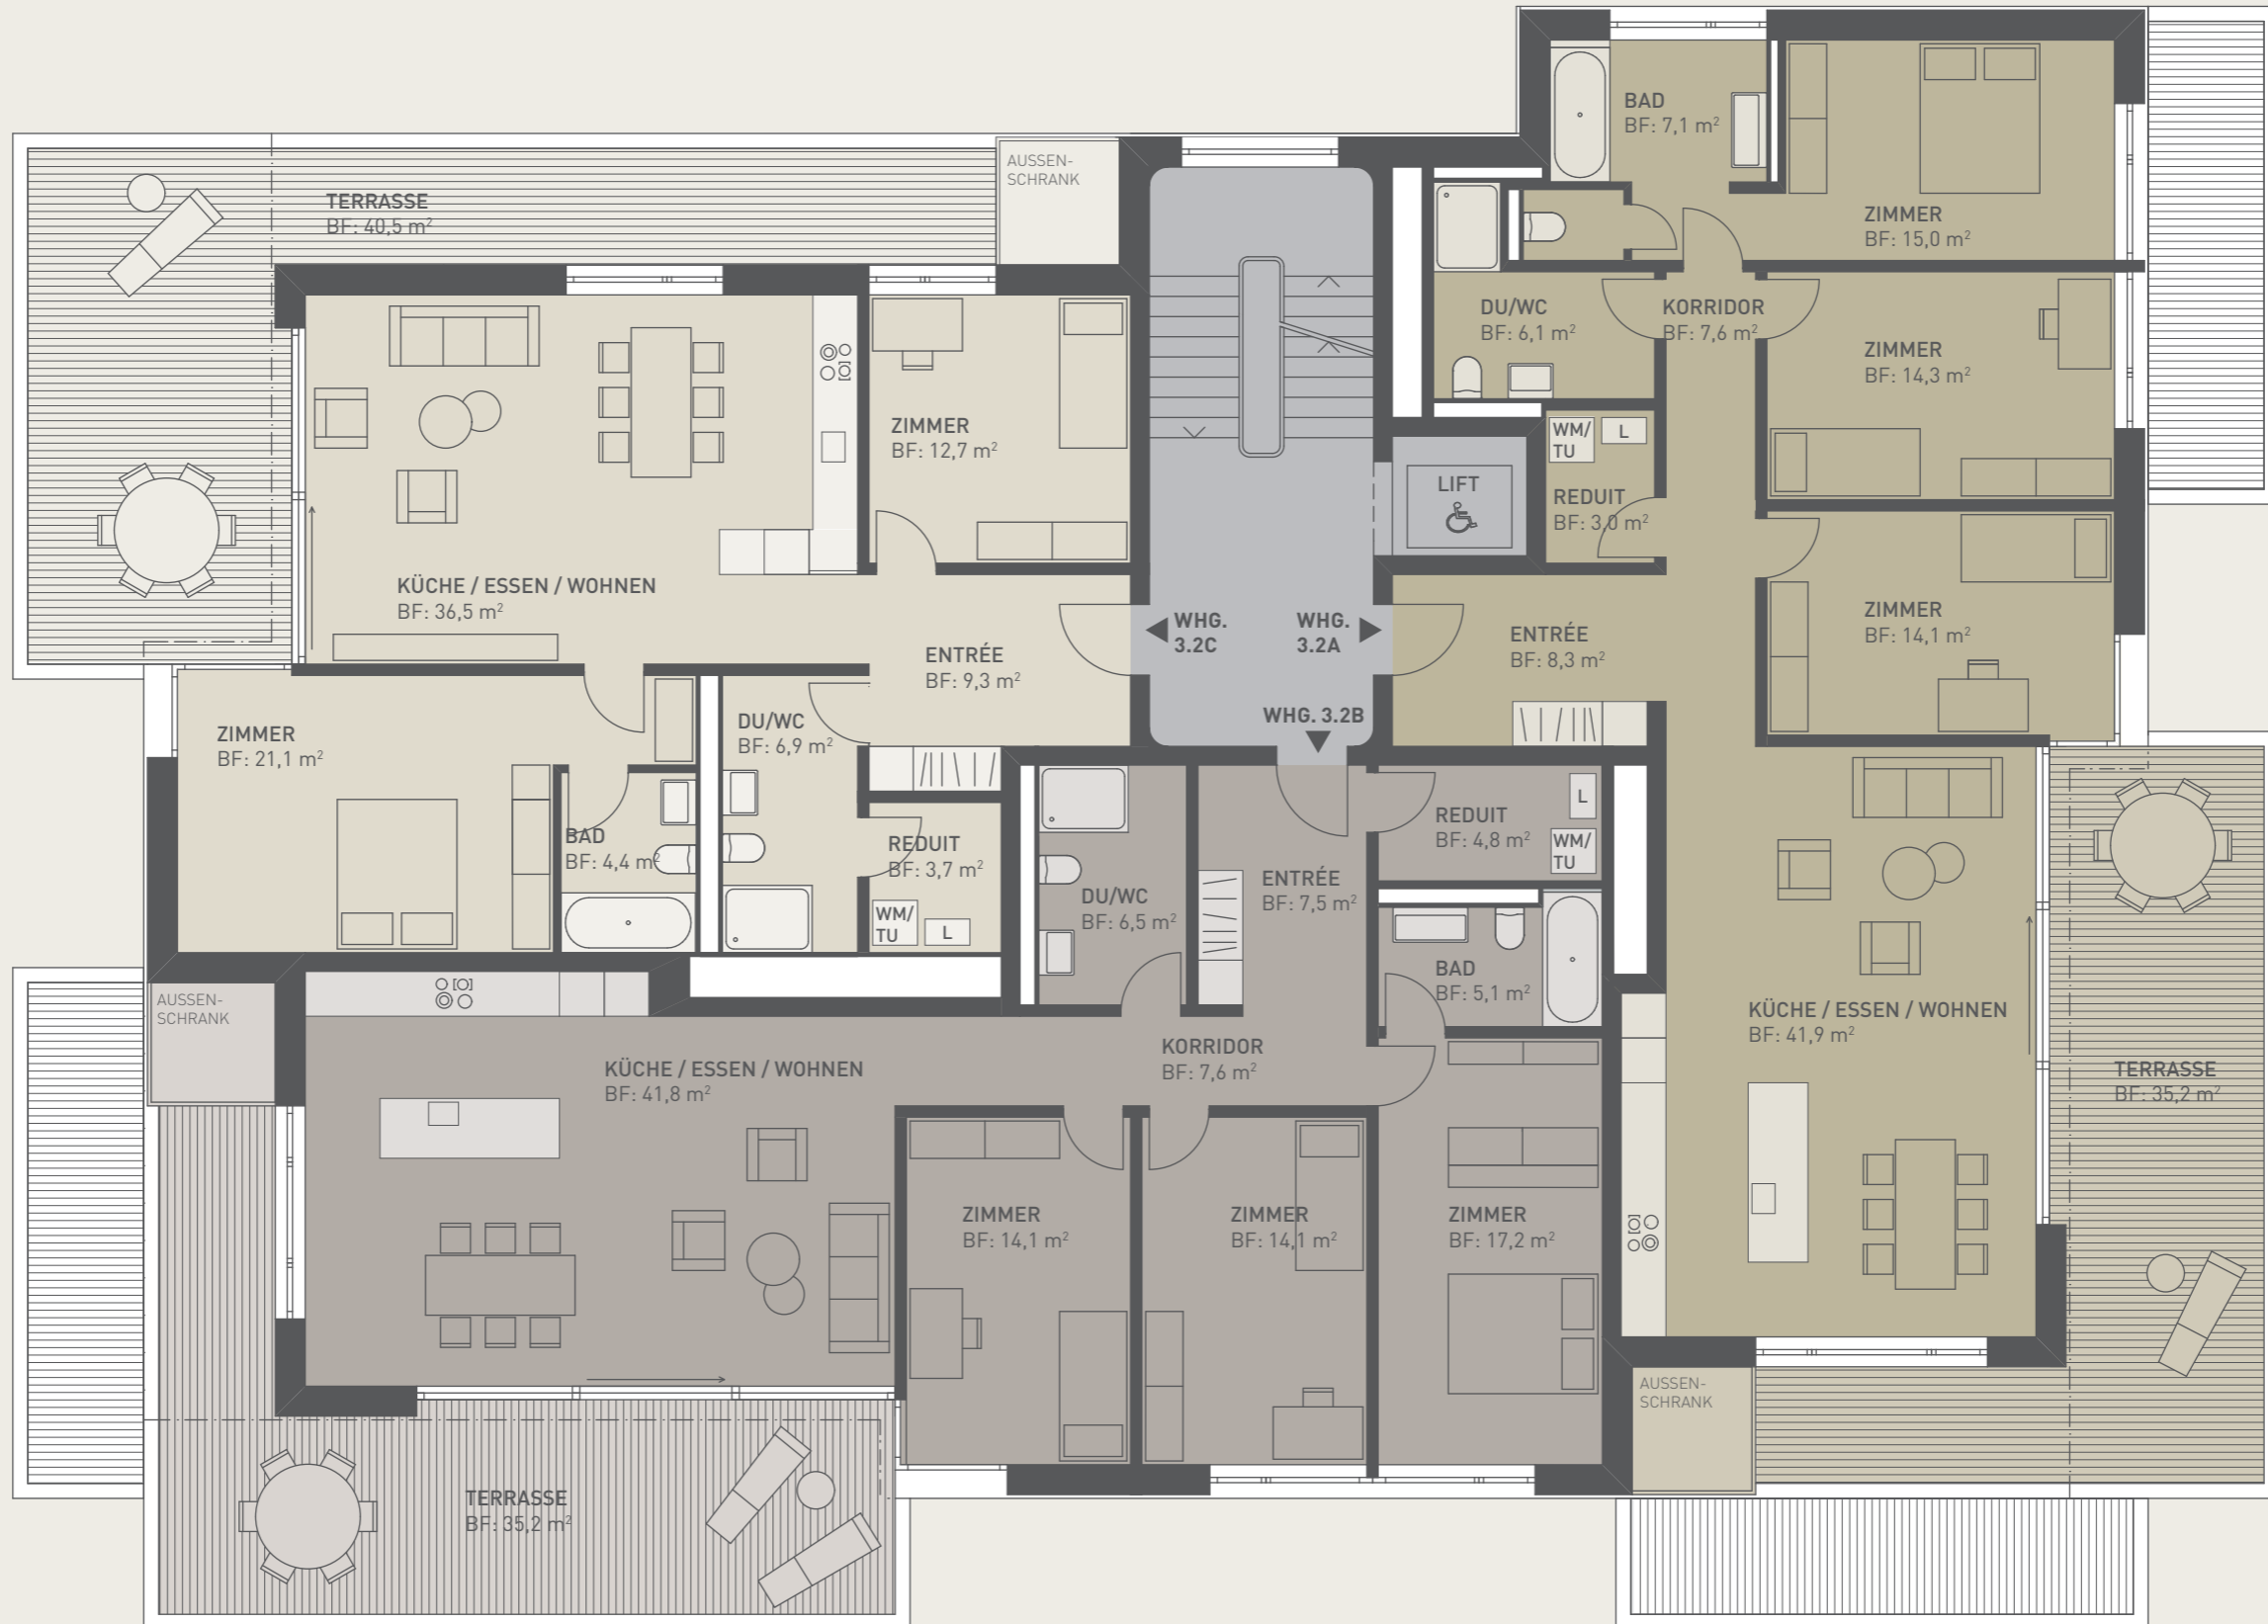 BAD
BF: 7,1 m²
AUSSEN-
SCHRANK
TERRASSE
BF: 40,5 m²
ZIMMER
BF: 15,0 m²
DU/WC
BF: 6,1 m²
KORRIDOR
BF: 7,6 m²
ZIMMER
BF: 14,3 m²
ZIMMER
BF: 12,7 m²
WM/
TU
L
LIFT
REDUIT
BF: 3,0 m²
KÜCHE / ESSEN / WOHNEN
BF: 36,5 m²
WHG.
3.2C
WHG.
3.2A
ENTRÉE
BF: 8,3 m²
ZIMMER
BF: 14,1 m²
ENTRÉE
BF: 9,3 m²
WHG. 3.2B
ZIMMER
BF: 21,1 m²
DU/WC
BF: 6,9 m²
BAD
BF: 4,4 m²
REDUIT
BF: 3,7 m²
WM/
TU
L
REDUIT
BF: 4,8 m²
L
WM/
TU
DU/WC
BF: 6,5 m²
ENTRÉE
BF: 7,5 m²
BAD
BF: 5,1 m²
AUSSEN-
SCHRANK
KÜCHE / ESSEN / WOHNEN
BF: 41,9 m²
KÜCHE / ESSEN / WOHNEN
BF: 41,8 m²
KORRIDOR
BF: 7,6 m²
TERRASSE
BF: 35,2 m²
ZIMMER
BF: 14,1 m²
ZIMMER
BF: 14,1 m²
ZIMMER
BF: 17,2 m²
AUSSEN-
SCHRANK
TERRASSE
BF: 35,2 m²